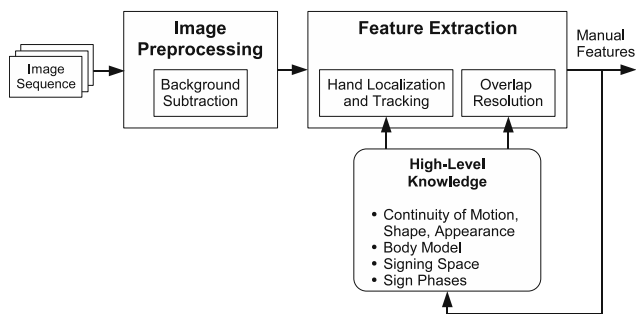 Image
Sequence
Image
Preprocessing
Background
Subtraction
Feature Extraction
Hand Localization
and Tracking
Overlap
Resolution
Manual
Features
High-Level
Knowledge
• Continuity of Motion,
Shape, Appearance
• Body Model
• Signing Space
• Sign Phases